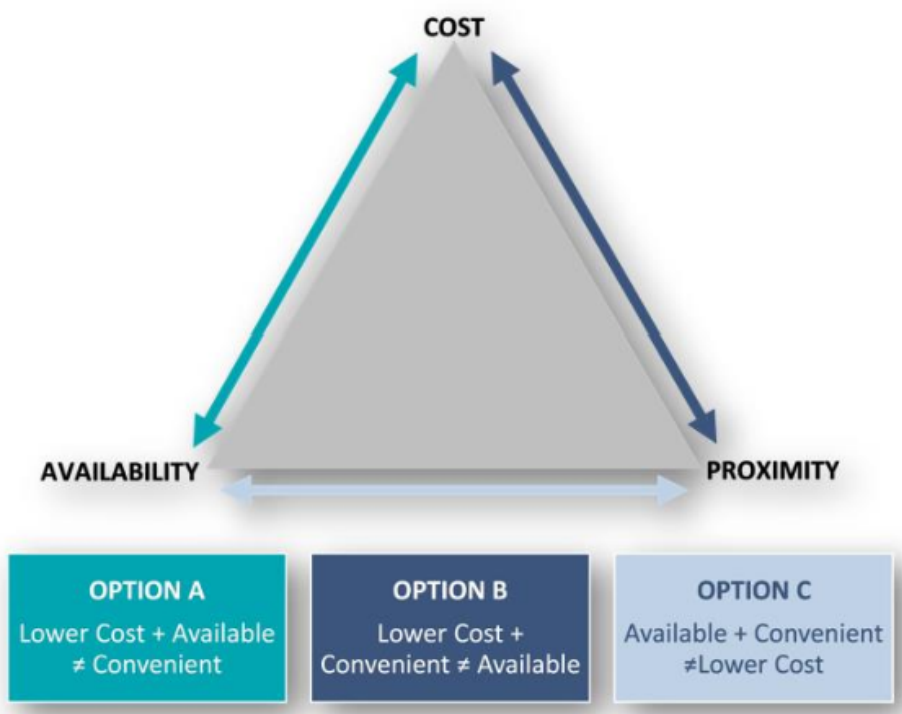 COST
AVAILABILITY
PROXIMITY
OPTION A
Lower Cost + Available
≠ Convenient
OPTION B
Lower Cost +
Convenient ≠ Available
OPTION C
Available + Convenient
≠Lower Cost